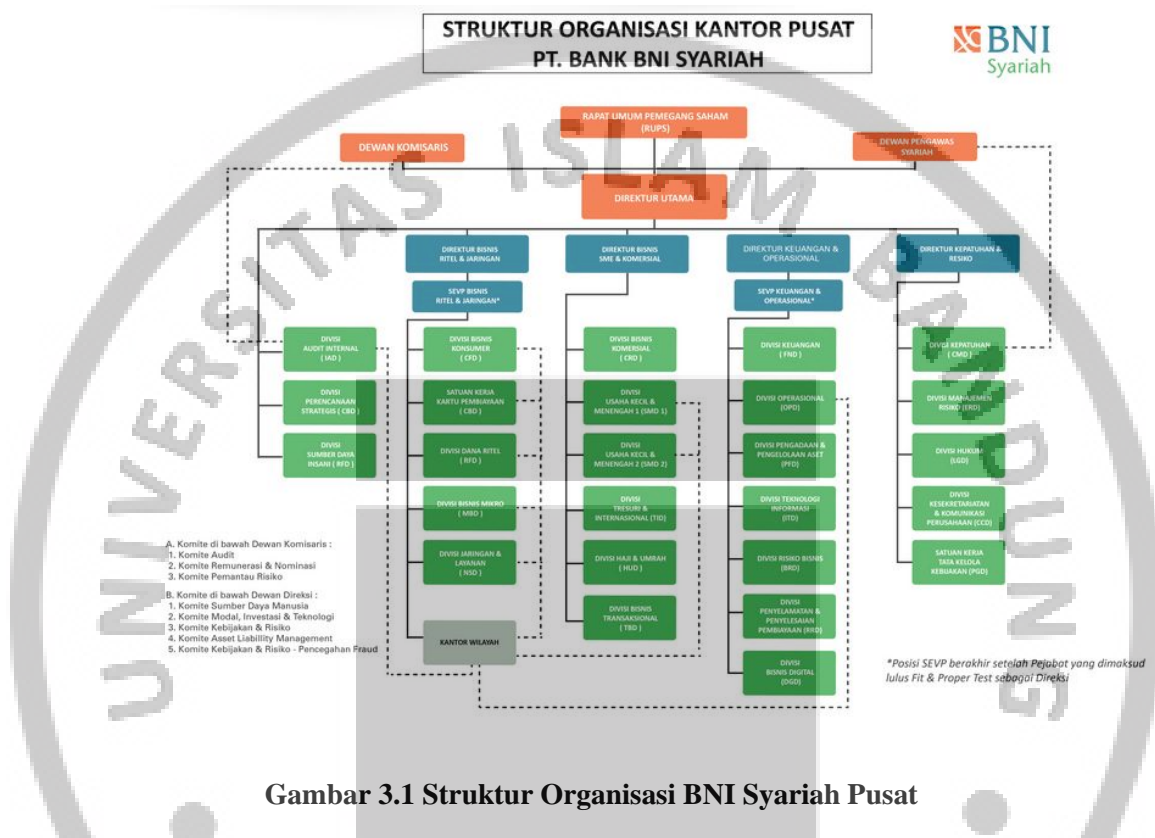 STRUKTUR ORGANISASI KANTOR PUSAT
PT. BANK BNI SYARIAH
BNI
Syariah
RAPAT UMUM PEMEGANG SAHAM
(RUPS)
DEWAN KOMISARIS
DEWAN PENGAWAS
SYARIAH
DIREKTUR UTAMA
DIREKTUR BISNIS
RITEL & JARINGAN
DIREKTUR BISNIS
SME & KOMERSIAL
DIREKTUR KEUANGAN &
OPERASIONAL
DIREKTUR KEPATUHAN &
RESIKO
SEVP BISNIS
RITEL & JARINGAN*
SEVP KEUANGAN &
OPERASIONAL*
DIVISI
AUDIT INTERNAL
( IAD )
DIVISI
PERENCANAAN
STRATEGIS ( CBD )
DIVISI
SUMBER DAYA
INSANI ( RFD )
DIVISI BISNIS
KONSUMER
( CFD )
SATUAN KERJA
KARTU PEMBIAYAAN
( CBD )
DIVISI DANA RITEL
( RFD )
DIVISI BISNIS MIKRO
( MBD )
DIVISI JARINGAN &
LAYANAN
( NSD )
KANTOR WILAYAH
DIVISI BISNIS
KOMERSIAL
( CRD )
DIVISI
USAHA KECIL &
MENENGAH 1 (SMD 1)
DIVISI
USAHA KECIL &
MENENGAH 2 (SMD 2)
DIVISI
TRESURI &
INTERNASIONAL (TID)
DIVISI HAJI & UMRAH
( HUD )
DIVISI BISNIS
TRANSAKSIONAL
( TBD )
DIVISI KEUANGAN
( FND )
DIVISI OPERASIONAL
(OPD)
DIVISI PENGADAAN &
PENGELOLAAN ASET
(PFD)
DIVISI TEKNOLOGI
INFORMASI
(ITD)
DIVISI RISIKO BISNIS
(BRD)
DIVISI
PENYELAMATAN &
PENYELESAIAN
PEMBIAYAAN (RRD)
DIVISI
BISNIS DIGITAL
(DGD)
DIVISI KEPATUHAN
( CMD )
DIVISI MANAJEMEN
RISIKO (ERD)
DIVISI HUKUM
(LGD)
DIVISI
KESEKRETARIATAN
& KOMUNIKASI
PERUSAHAAN (CCD)
SATUAN KERJA
TATA KELOLA
KEBIJAKAN (PGD)
A. Komite di bawah Dewan Komisaris :
1. Komite Audit
2. Komite Remunerasi & Nominasi
3. Komite Pemantau Risiko
B. Komite di bawah Dewan Direksi :
1. Komite Sumber Daya Manusia
2. Komite Modal, Investasi & Teknologi
3. Komite Kebijakan & Risiko
4. Komite Asset Liabillity Management
5. Komite Kebijakan & Risiko - Pencegahan Fraud
*Posisi SEVP berakhir setelah Pejabat yang dimaksud
lulus Fit & Proper Test sebagai Direksi
Gambar 3.1 Struktur Organisasi BNI Syariah Pusat
UNIVERSITAS ISLAM BANDUNG